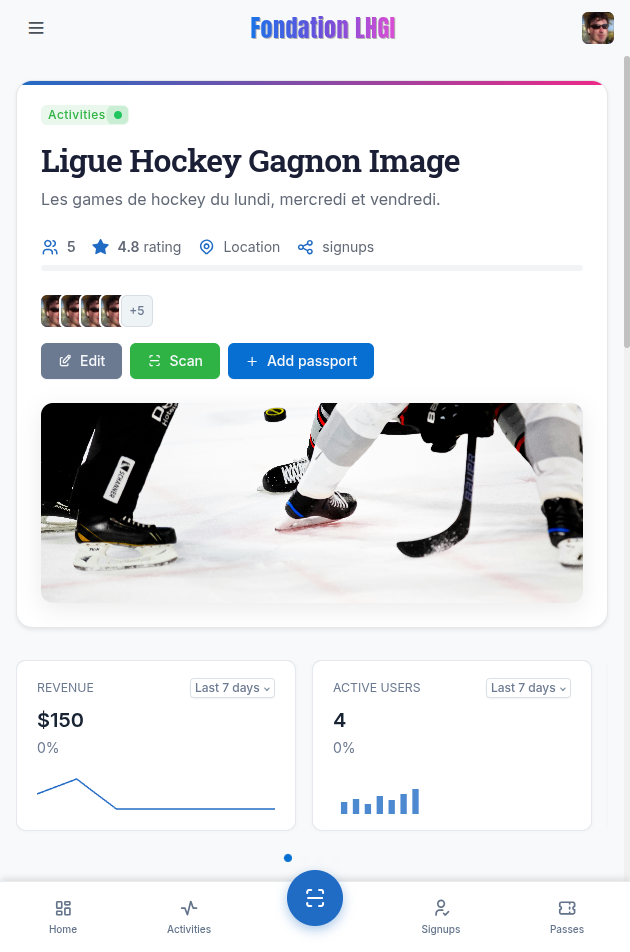 Fondation LHGI
Activities
Ligue Hockey Gagnon Image
Les games de hockey du lundi, mercredi et vendredi.
5 4.8 rating Location signups
+5
Edit Scan + Add passport
REVENUE Last 7 days
$150
0%
ACTIVE USERS Last 7 days
4
0%
Home Activities Signups Passes